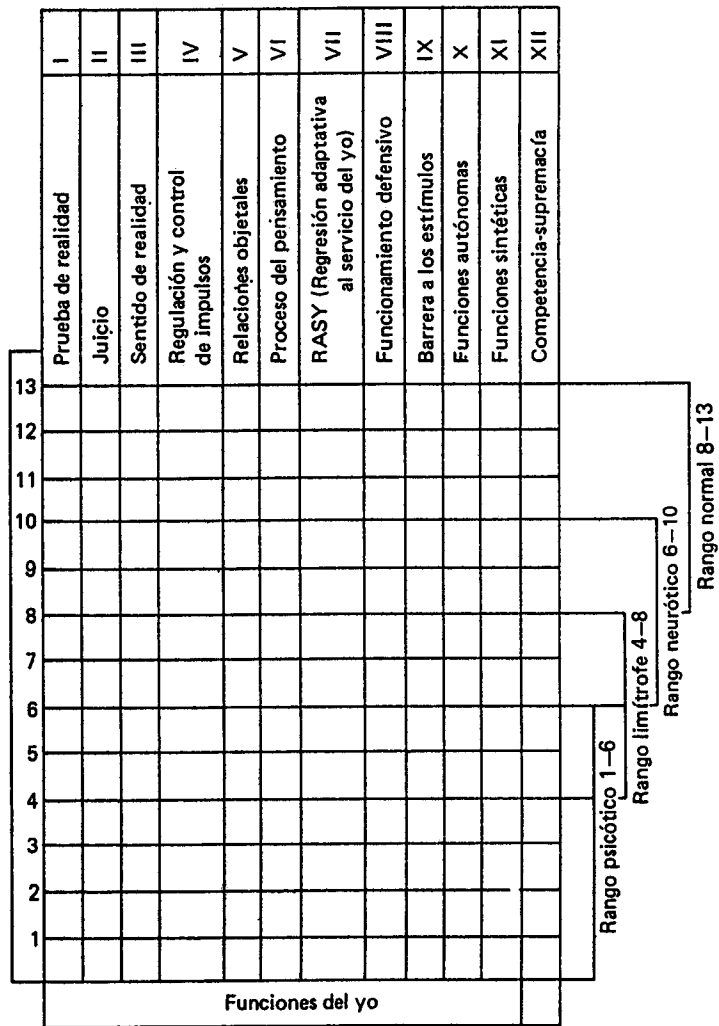 I
II
III
IV
V
VI
VII
VIII
IX
X
XI
XII
Prueba de realidad
Juicio
Sentido de realidad
Regulación y control
de impulsos
Relaciones objetales
Proceso del pensamiento
RASY (Regresión adaptativa
al servicio del yo)
Funcionamiento defensivo
Barrera a los estímulos
Funciones autónomas
Funciones sintéticas
Competencia-supremacía
13
12
11
10
9
8
7
6
5
4
3
2
1
Funciones del yo
Rango psicótico 1–6
Rango limítrofe 4–8
Rango neurótico 6–10
Rango normal 8–13